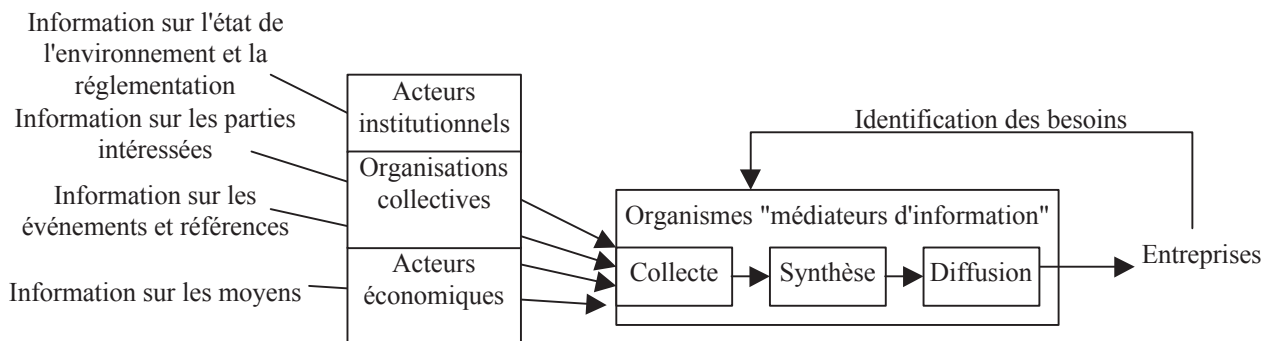 Information sur l'état de
l'environnement et la
réglementation
Information sur les parties
intéressées
Information sur les
événements et références
Information sur les moyens
Acteurs
institutionnels
Organisations
collectives
Acteurs
économiques
Identification des besoins
Organismes "médiateurs d'information"
Collecte
Synthèse
Diffusion
Entreprises